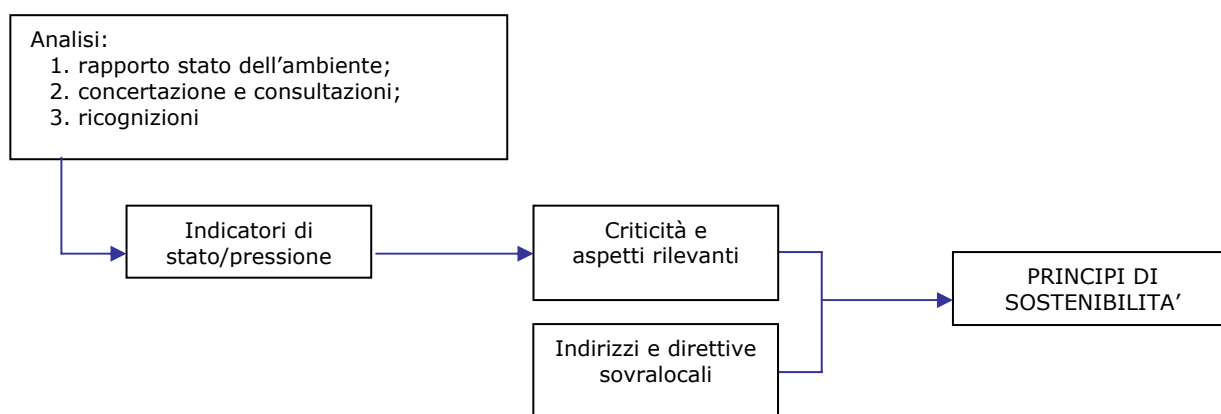 Analisi:
1. rapporto stato dell’ambiente;
2. concertazione e consultazioni;
3. ricognizioni
Indicatori di
stato/pressione
Criticità e
aspetti rilevanti
Indirizzi e direttive
sovralocali
PRINCIPI DI
SOSTENIBILITA’